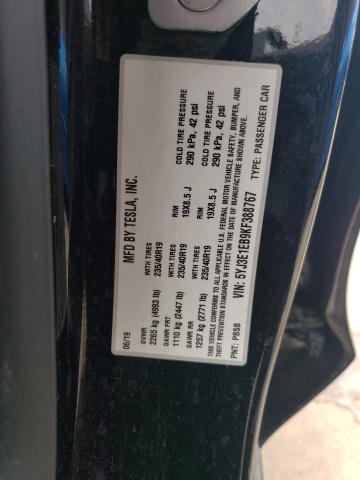 MFD BY TESLA, INC.
06/19
GVWR
2265 kg (4993 lb)
GAWR FRT WITH TIRES RIM COLD TIRE PRESSURE
1110 kg (2447 lb) 235/40R19 19X8.5 J 290 kPa, 42 psi
GAWR RR WITH TIRES RIM COLD TIRE PRESSURE
1257 kg (2771 lb) 235/40R19 19X8.5 J 290 kPa, 42 psi
THIS VEHICLE CONFORMS TO ALL APPLICABLE U.S. FEDERAL MOTOR VEHICLE SAFETY, BUMPER, AND
THEFT PREVENTION STANDARDS IN EFFECT ON THE DATE OF MANUFACTURE SHOWN ABOVE.
VIN: 5YJ3E1EB9KF388767 TYPE: PASSENGER CAR
PNT: PBSB